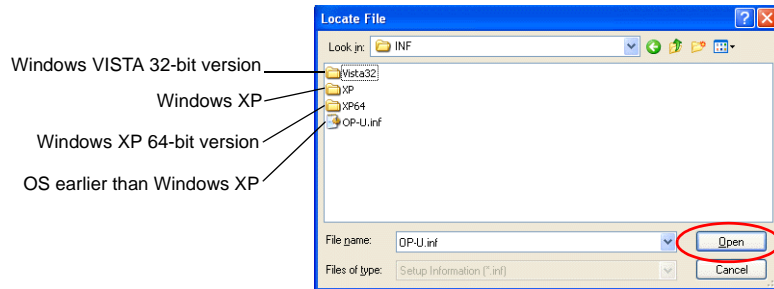 Locate File
Look in: INF
Windows VISTA 32-bit version
Vista32
Windows XP
XP
Windows XP 64-bit version
XP64
OS earlier than Windows XP
OP-U.inf
File name: OP-U.inf Open
Files of type: Setup Information (*.inf) Cancel